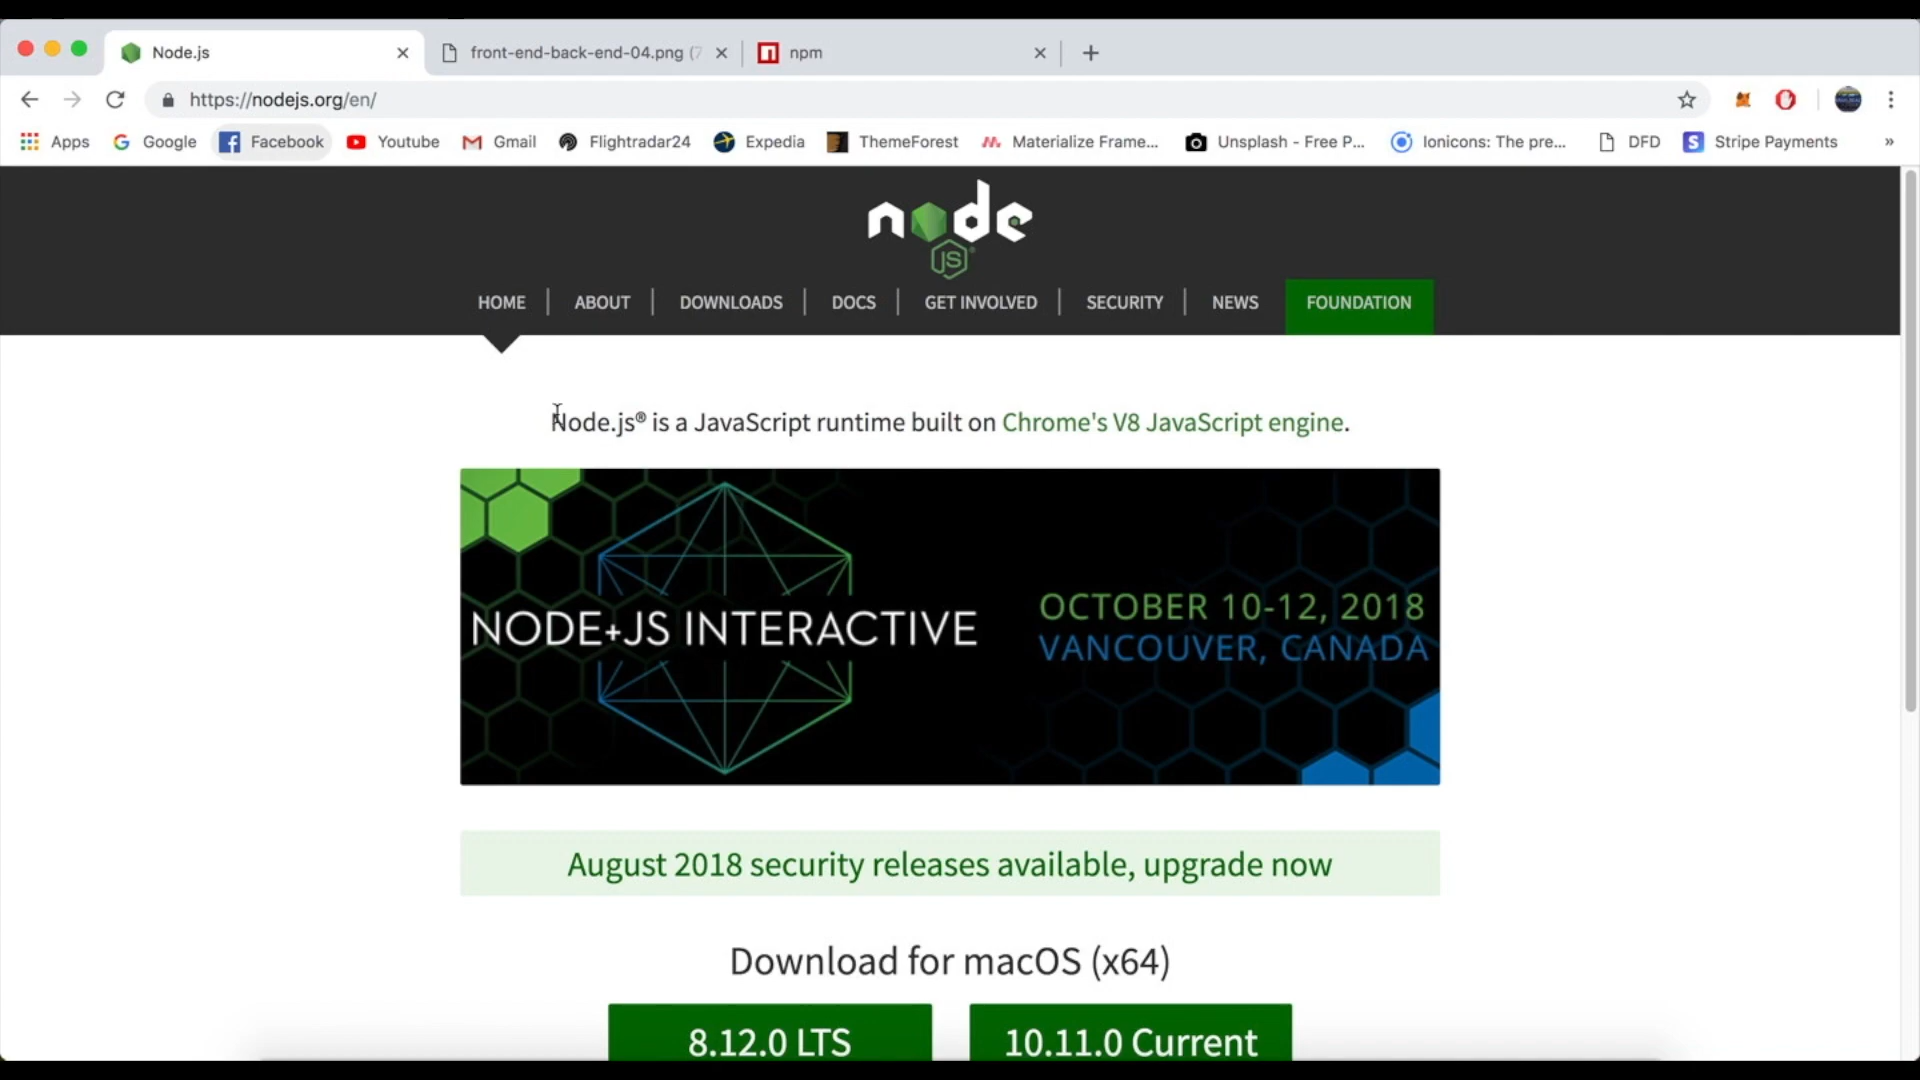 Node.js
front-end-back-end-04.png (7
npm
https://nodejs.org/en/
Apps
Google
Facebook
Youtube
Gmail
Flightradar24
Expedia
ThemeForest
Materialize Frame...
Unsplash - Free P...
Ionicons: The pre...
DFD
Stripe Payments
»
node
JS
HOME
ABOUT
DOWNLOADS
DOCS
GET INVOLVED
SECURITY
NEWS
FOUNDATION
Node.js® is a JavaScript runtime built on Chrome's V8 JavaScript engine.
NODE+JS INTERACTIVE
OCTOBER 10-12, 2018
VANCOUVER, CANADA
August 2018 security releases available, upgrade now
Download for macOS (x64)
8.12.0 LTS
10.11.0 Current